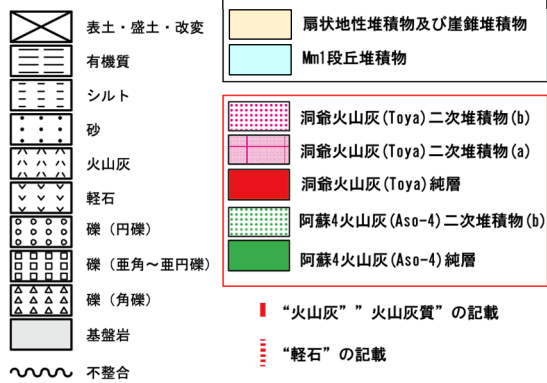 表土・盛土・改変
有機質
シルト
砂
火山灰
軽石
礫（円礫）
礫（亜角～亜円礫）
礫（角礫）
基盤岩
不整合
扇状地性堆積物及び崖錐堆積物
Mm1段丘堆積物
洞爺火山灰(Toya)二次堆積物(b)
洞爺火山灰(Toya)二次堆積物(a)
洞爺火山灰(Toya)純層
阿蘇4火山灰(Aso-4)二次堆積物(b)
阿蘇4火山灰(Aso-4)純層
“火山灰””火山灰質”の記載
“軽石”の記載